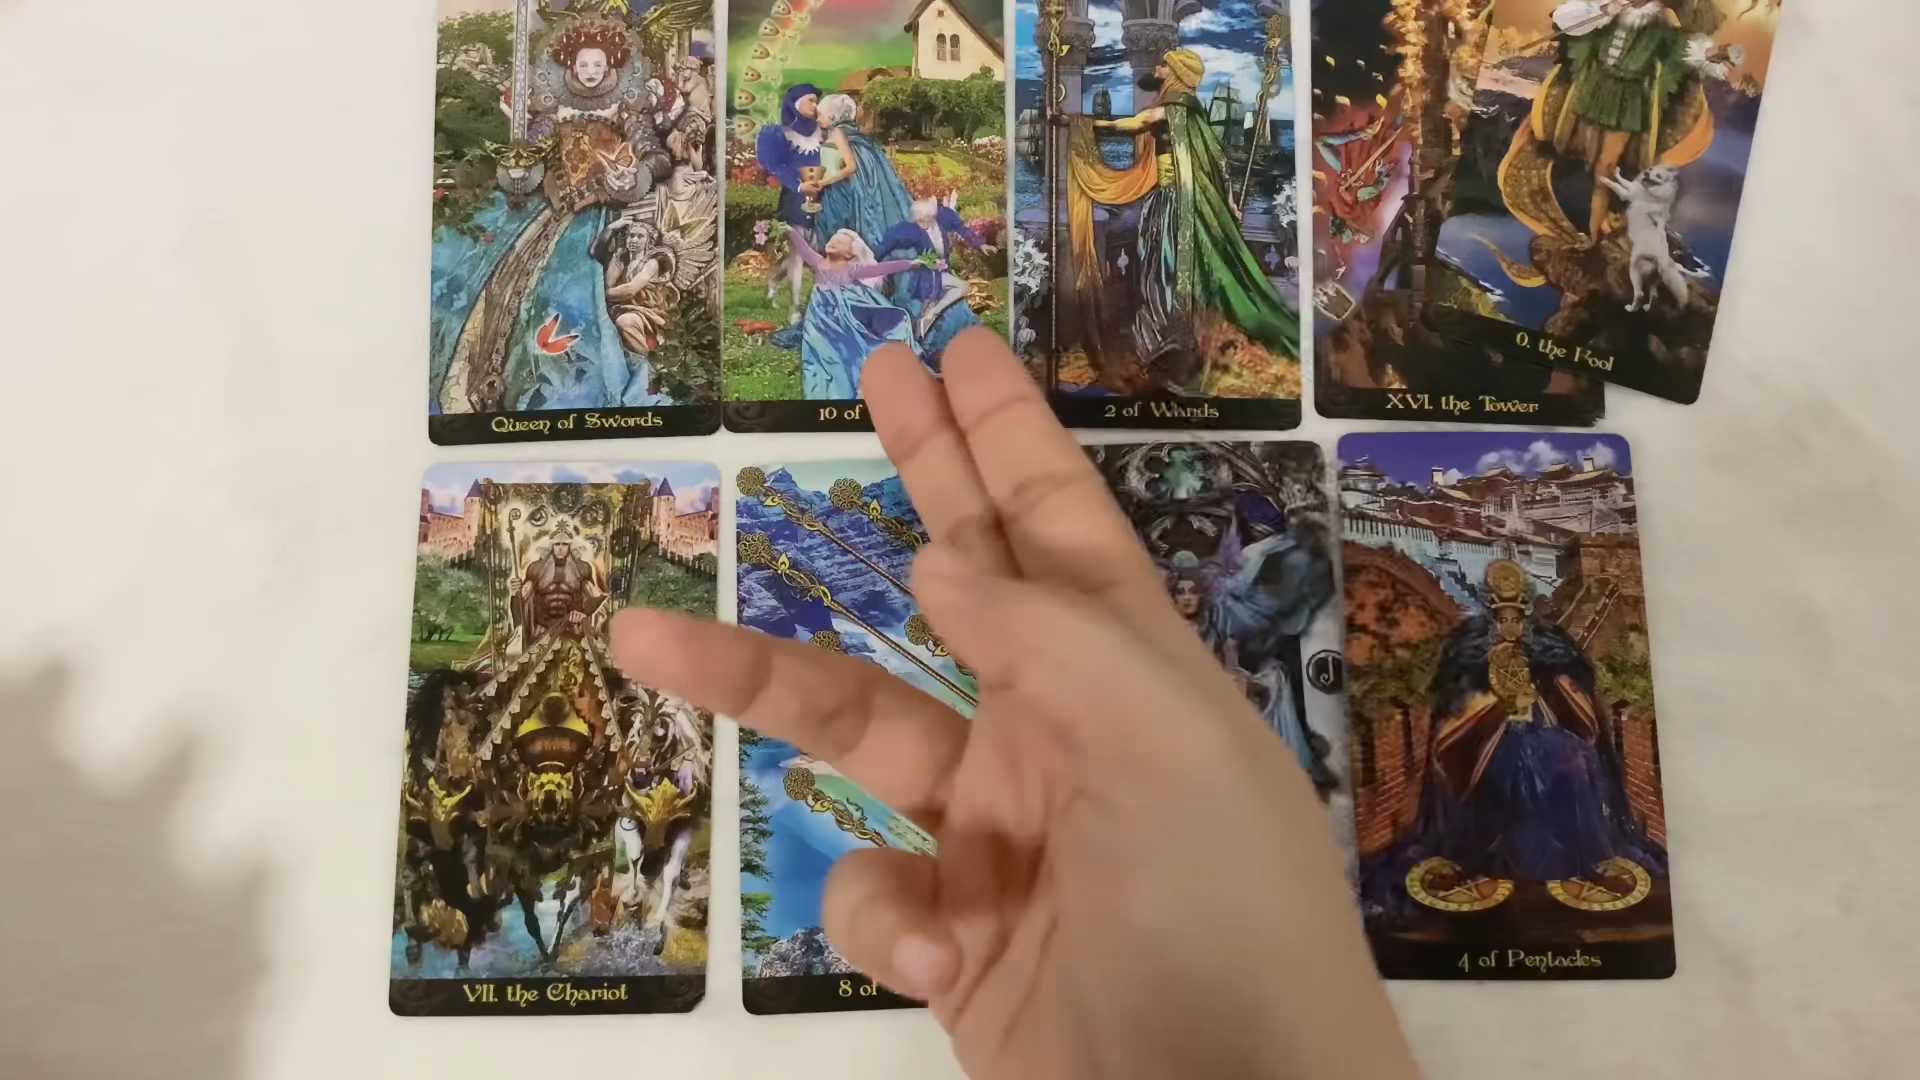 Queen of Swords
10 of
2 of Wands
XVI. the Tower
0. the Fool
VII. the Chariot
8 of
4 of Pentacles